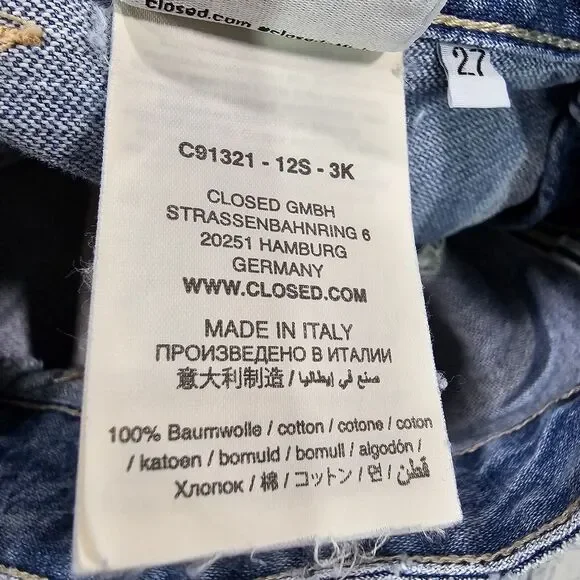 closed.com
27
C91321 - 12S - 3K
CLOSED GMBH
STRASSENBAHNRING 6
20251 HAMBURG
GERMANY
WWW.CLOSED.COM
MADE IN ITALY
ПРОИЗВЕДЕНО В ИТАЛИИ
意大利制造 / صنع في إيطاليا
100% Baumwolle / cotton / cotone / coton
/ katoen / bomuld / bomull / algodón /
Хлопок / 棉 / コットン / 면 / قطن